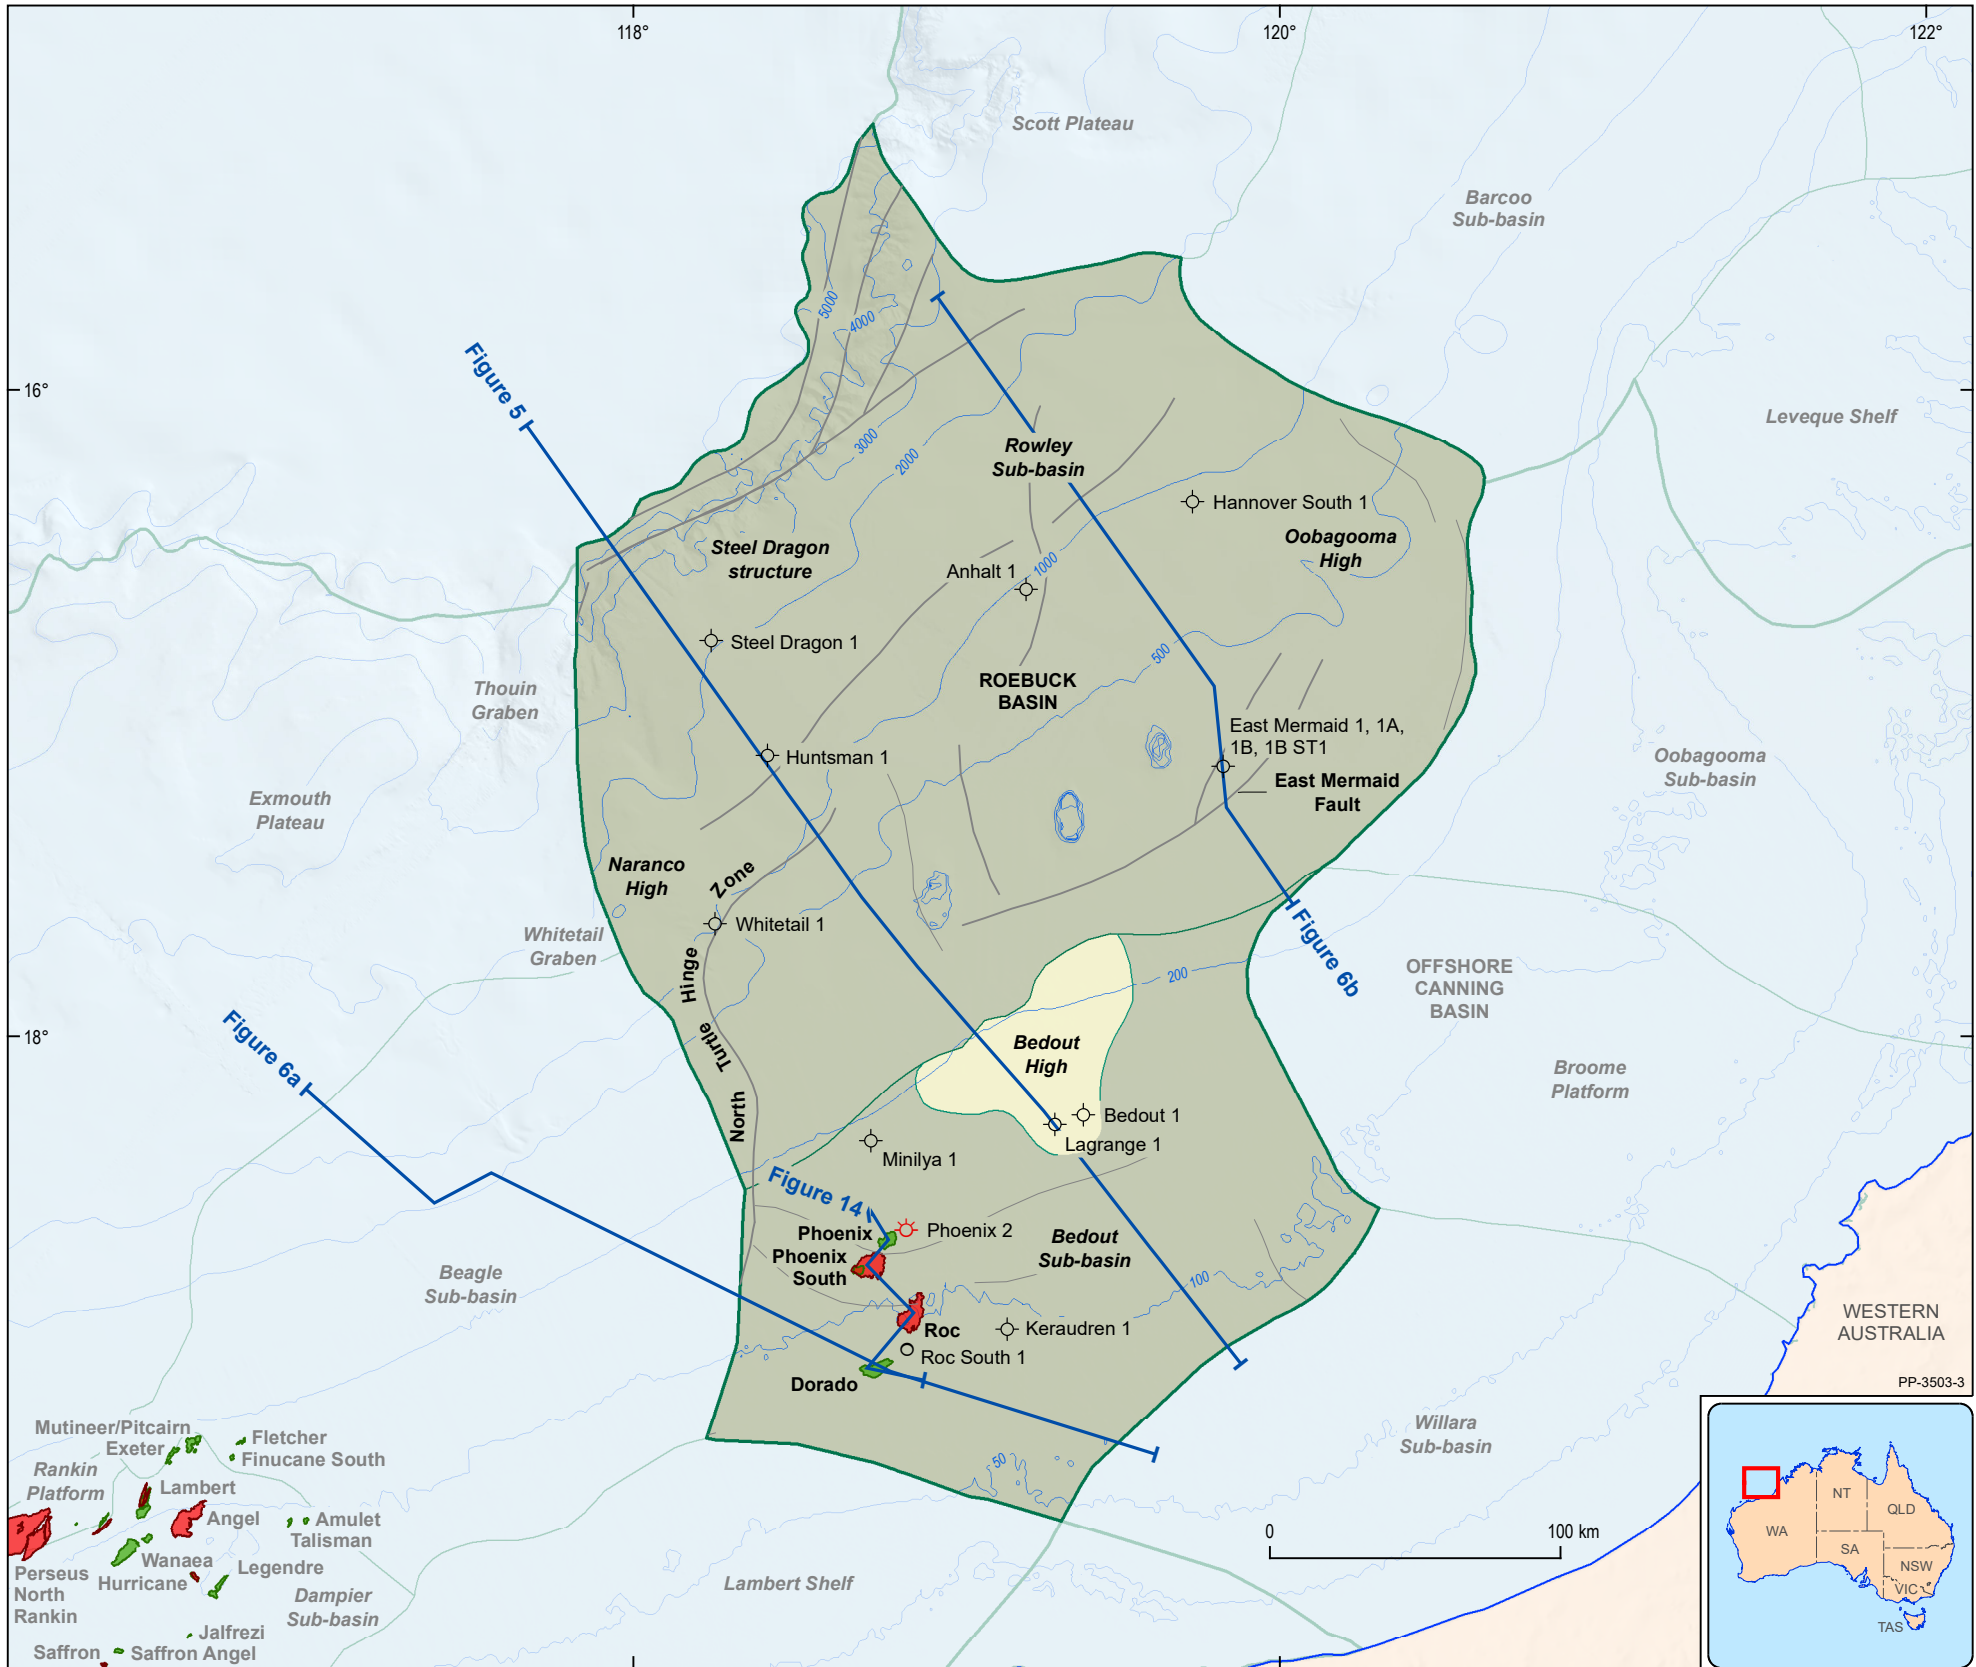 118°
120°
122°
Scott Plateau
Barcoo
Sub-basin
5000
4000
Figure 5
16°
3000
2000
Rowley
Sub-basin
Leveque Shelf
Hannover South 1
Oobagooma
High
Steel Dragon
structure
Anhalt 1
1000
Steel Dragon 1
500
Thouin
Graben
ROEBUCK
BASIN
East Mermaid 1, 1A,
1B, 1B ST1
Huntsman 1
East Mermaid
Fault
Oobagooma
Sub-basin
Exmouth
Plateau
Naranco
High
Zone
Whitetail 1
Whitetail
Graben
Figure 6b
Hinge
200
OFFSHORE
CANNING
BASIN
18°
Figure 6a
Turtle
Bedout
High
Broome
Platform
North
Bedout 1
Lagrange 1
Minilya 1
Figure 14
Phoenix
Phoenix 2
Phoenix
South
Bedout
Sub-basin
Beagle
Sub-basin
100
Roc
Keraudren 1
Roc South 1
Dorado
WESTERN
AUSTRALIA
PP-3503-3
Mutineer/Pitcairn
Exeter
Fletcher
Finucane South
Rankin
Platform
Lambert
Angel
Amulet
Talisman
50
Willara
Sub-basin
0
100 km
Wanaea
Perseus
North
Rankin
Hurricane
Legendre
Dampier
Sub-basin
Lambert Shelf
Jalfrezi
Saffron
Saffron Angel
NT
QLD
WA
SA
NSW
VIC
TAS